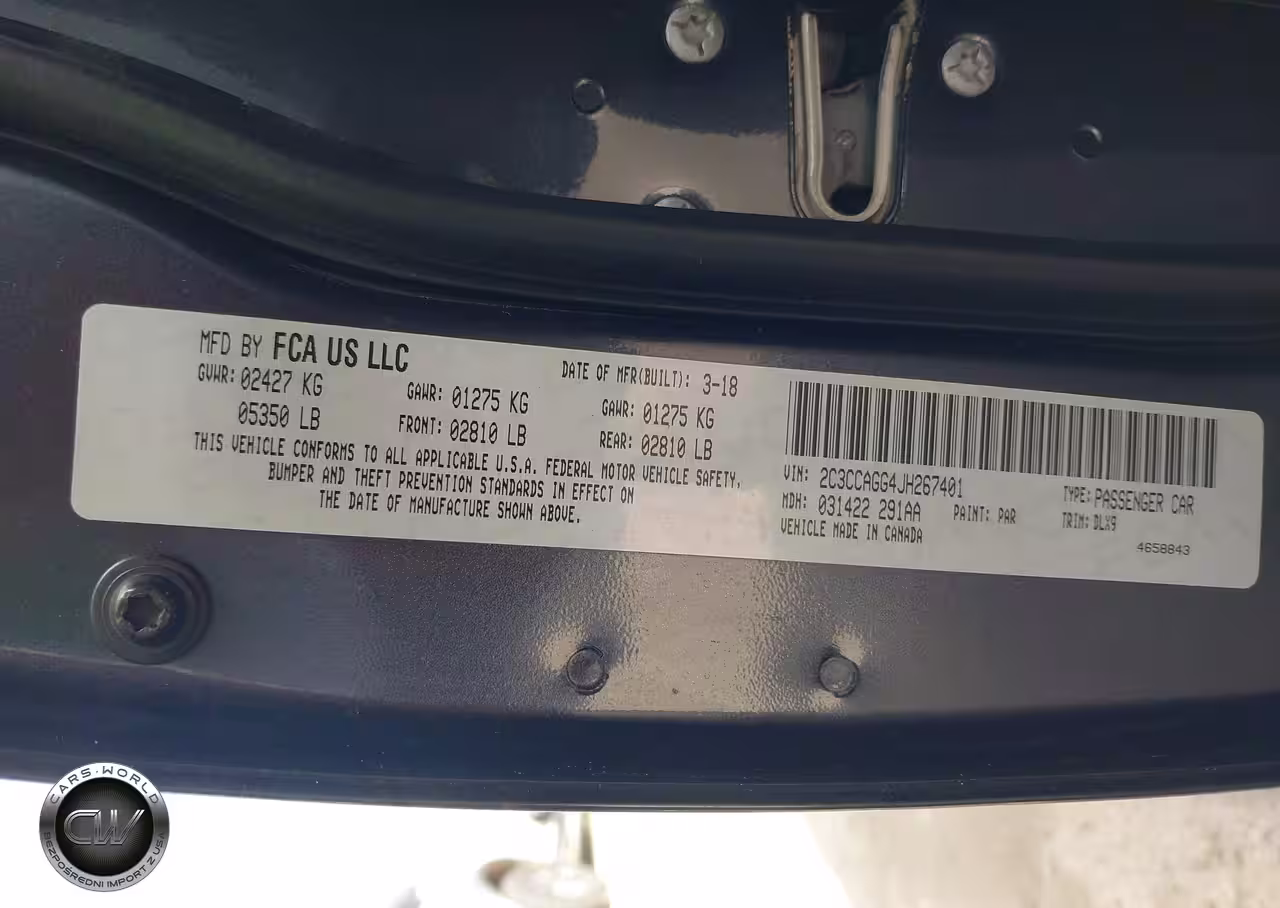 MFD BY FCA US LLC
DATE OF MFR(BUILT): 3-18
GVWR: 02427 KG
GAWR: 01275 KG
GAWR: 01275 KG
05350 LB
FRONT: 02810 LB
REAR: 02810 LB
THIS VEHICLE CONFORMS TO ALL APPLICABLE U.S.A. FEDERAL MOTOR VEHICLE SAFETY,
BUMPER AND THEFT PREVENTION STANDARDS IN EFFECT ON
THE DATE OF MANUFACTURE SHOWN ABOVE.
VIN: 2C3CCAGG4JH267401
TYPE: PASSENGER CAR
MDH: 031422 291AA
PAINT: PAR
TRIM: DLX9
VEHICLE MADE IN CANADA
4658843
CARS·WORLD
CW
BEZPOŚREDNI IMPORT Z USA